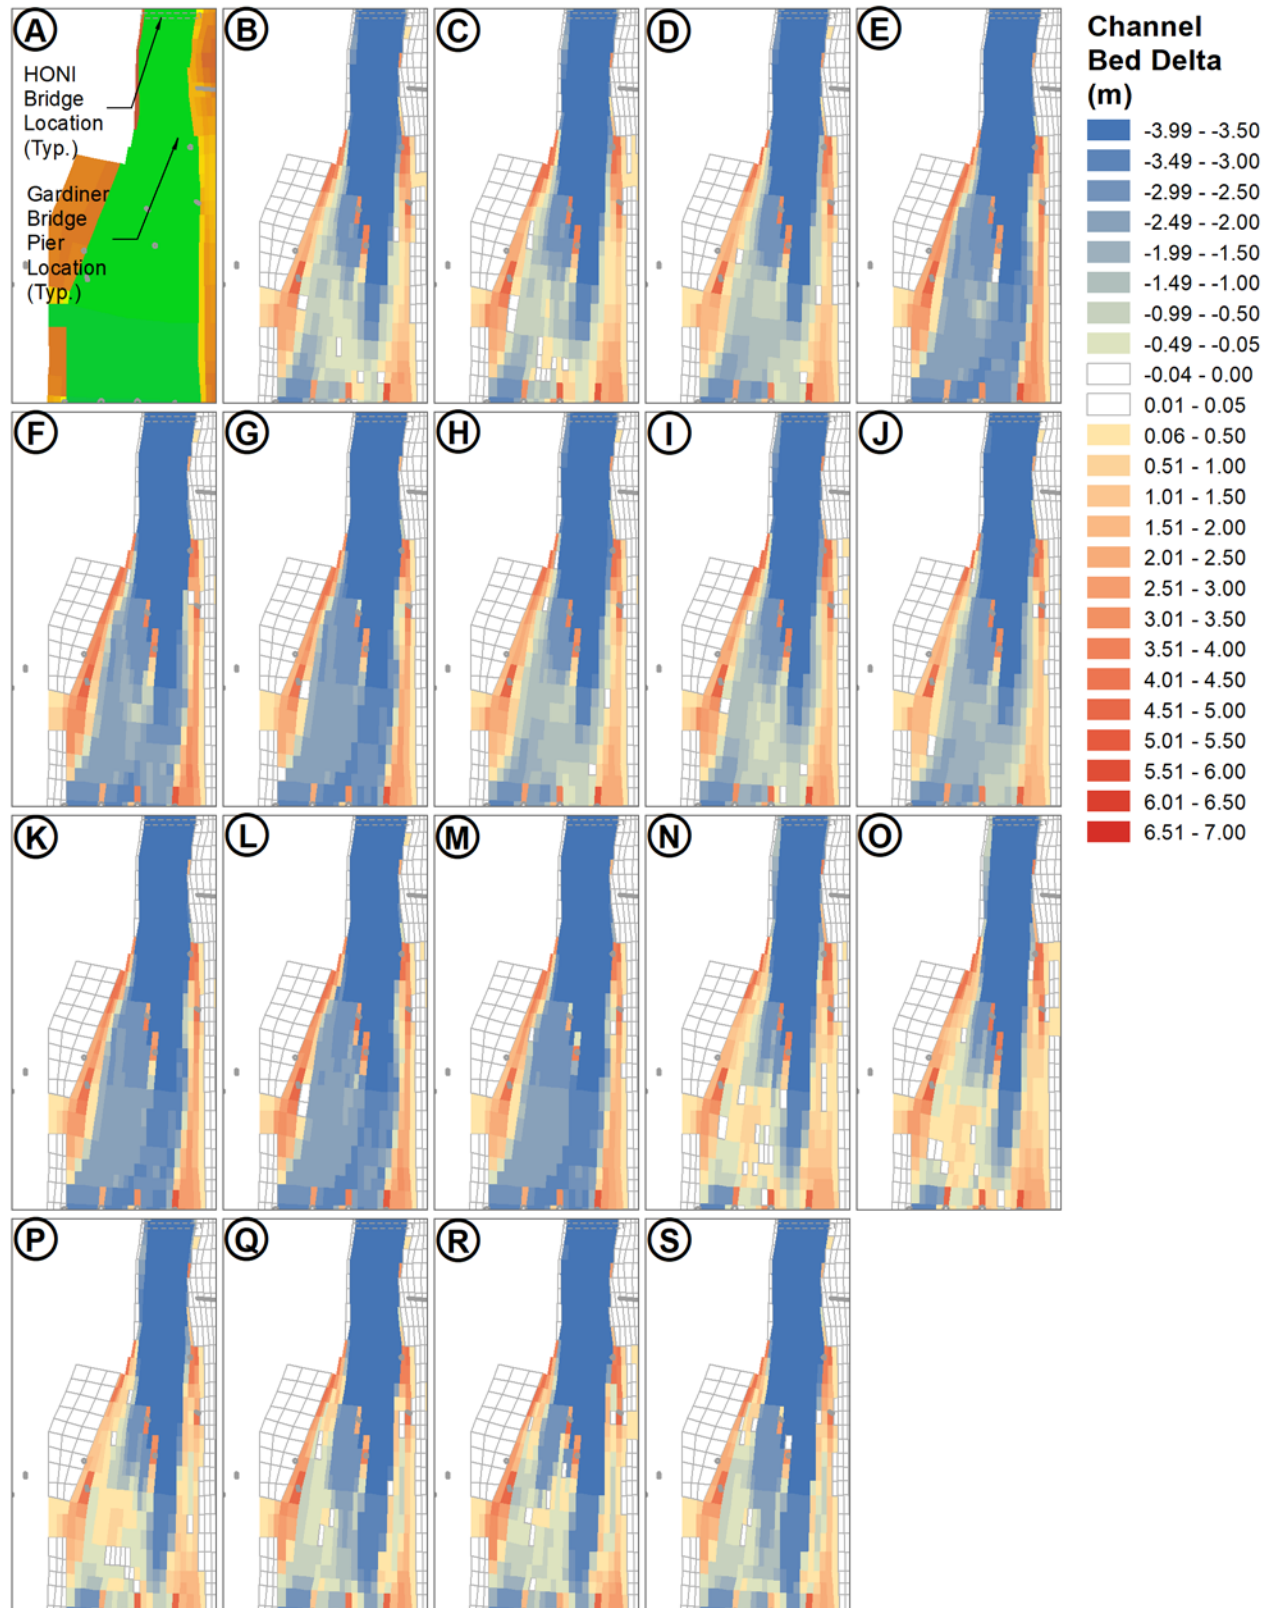 A
HONI
Bridge
Location
(Typ.)
Gardiner
Bridge
Pier
Location
(Typ.)
B
C
D
E
F
G
H
I
J
K
L
M
N
O
P
Q
R
S
Channel
Bed Delta
(m)
-3.99 - -3.50
-3.49 - -3.00
-2.99 - -2.50
-2.49 - -2.00
-1.99 - -1.50
-1.49 - -1.00
-0.99 - -0.50
-0.49 - -0.05
-0.04 - 0.00
0.01 - 0.05
0.06 - 0.50
0.51 - 1.00
1.01 - 1.50
1.51 - 2.00
2.01 - 2.50
2.51 - 3.00
3.01 - 3.50
3.51 - 4.00
4.01 - 4.50
4.51 - 5.00
5.01 - 5.50
5.51 - 6.00
6.01 - 6.50
6.51 - 7.00